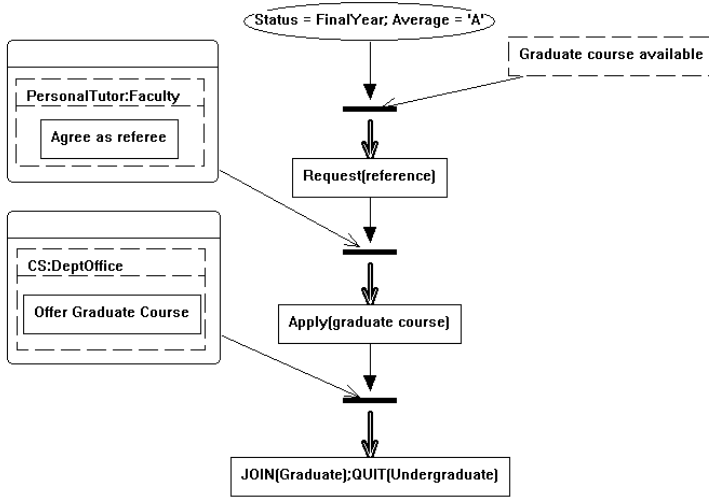 Status = FinalYear; Average = 'A'
Graduate course available
PersonalTutor:Faculty
Agree as referee
Request(reference)
CS:DeptOffice
Offer Graduate Course
Apply(graduate course)
JOIN(Graduate);QUIT(Undergraduate)